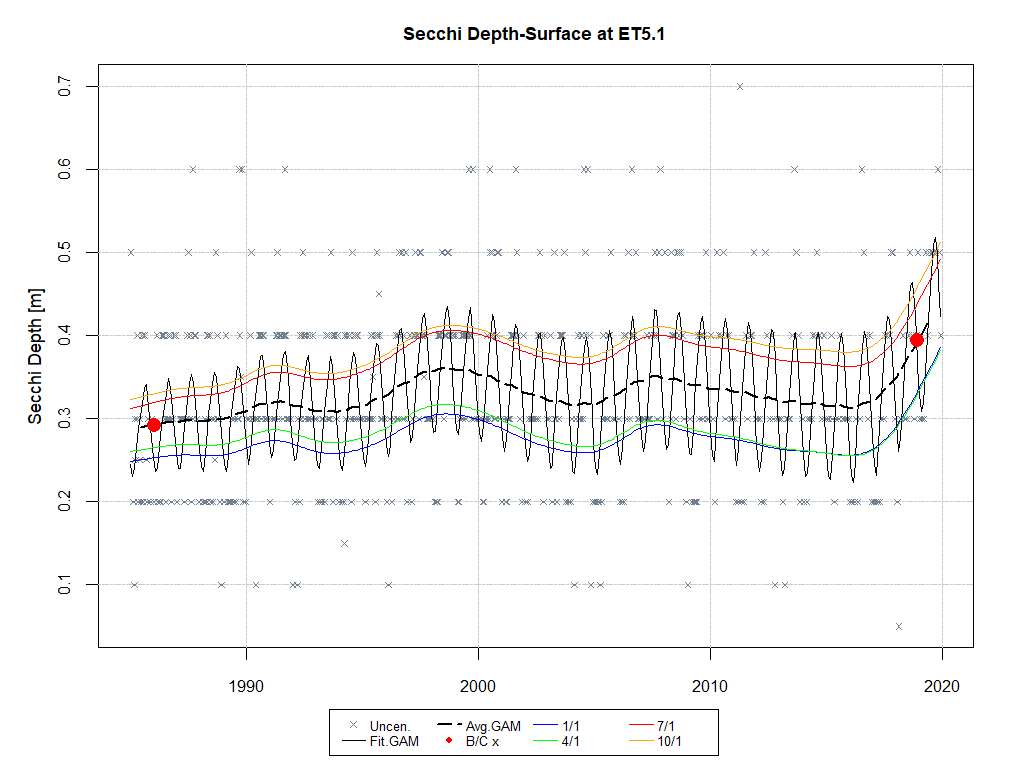 Secchi Depth-Surface at ET5.1
Secchi Depth [m]
0.7
0.6
0.5
0.4
0.3
0.2
0.1
1990 2000 2010 2020
Uncen. Avg.GAM 1/1 7/1
Fit.GAM B/C x 4/1 10/1